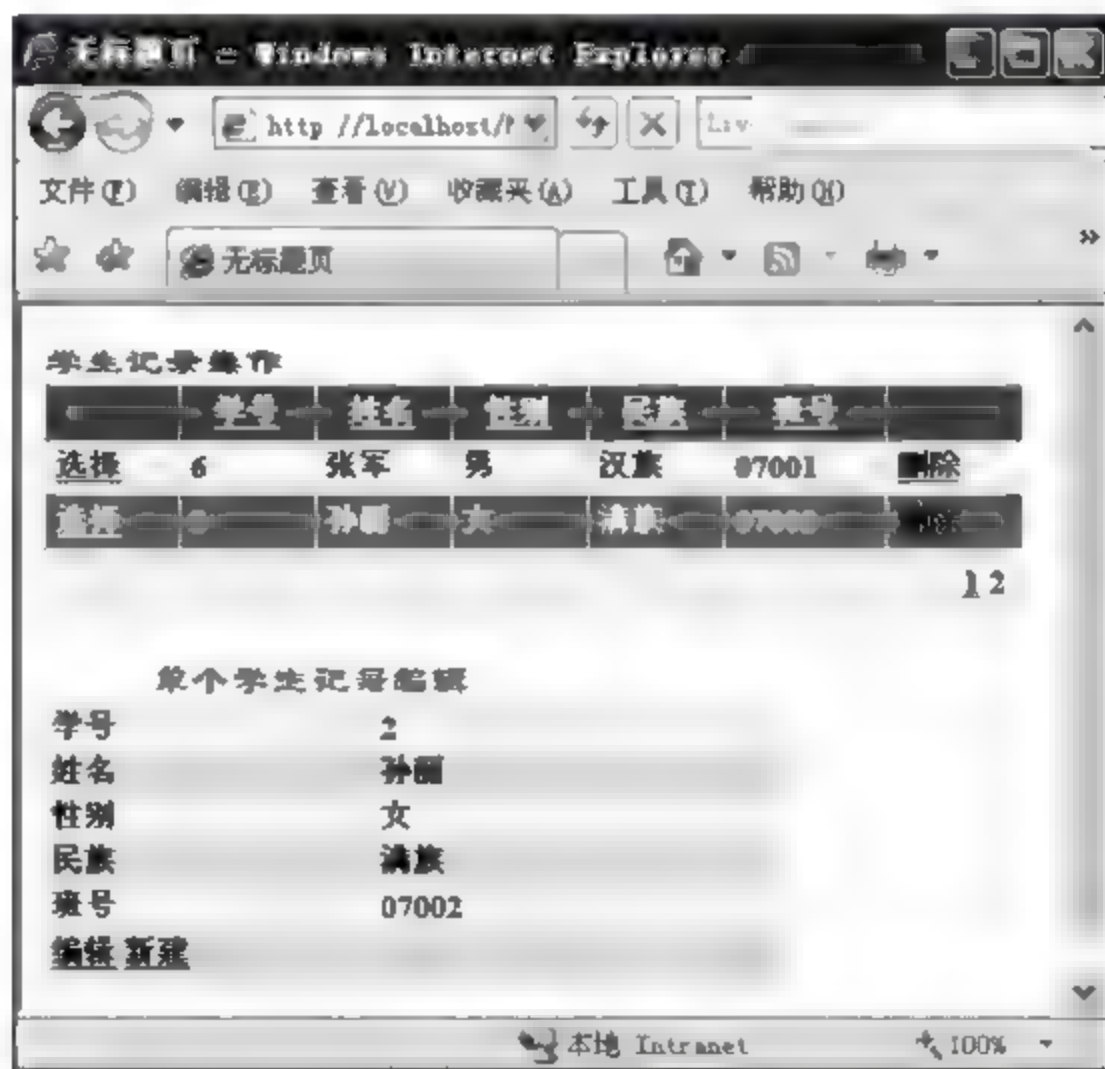 无标题页 - Windows Internet Explorer
http //localhost/ Liv
文件(F) 编辑(E) 查看(V) 收藏夹(A) 工具(T) 帮助(H)
无标题页 »
学生记录操作
学号 姓名 性别 民族 班号
选择 6 张军 男 汉族 07001 删除
选择 孙丽 女 满族
1 2
单个学生记录编辑
学号 2
姓名 孙丽
性别 女
民族 满族
班号 07002
编辑 新建
本地 Intranet 100%